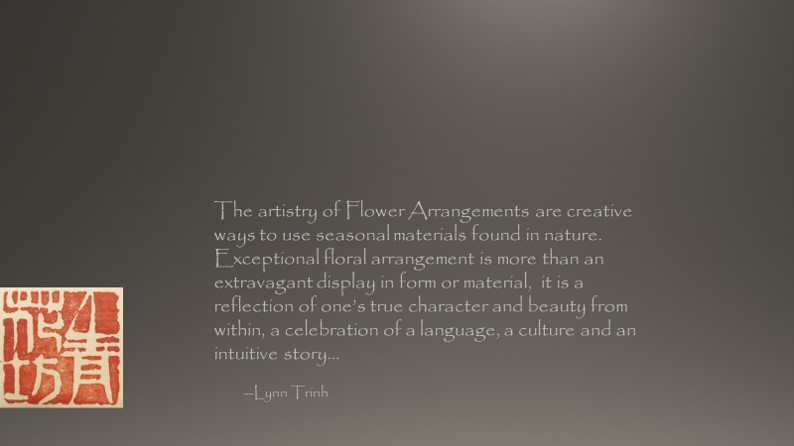 The artistry of Flower Arrangements are creative
ways to use seasonal materials found in nature.
Exceptional floral arrangement is more than an
extravagant display in form or material, it is a
reflection of one's true character and beauty from
within, a celebration of a language, a culture and an
intuitive story...
--Lynn Trinh